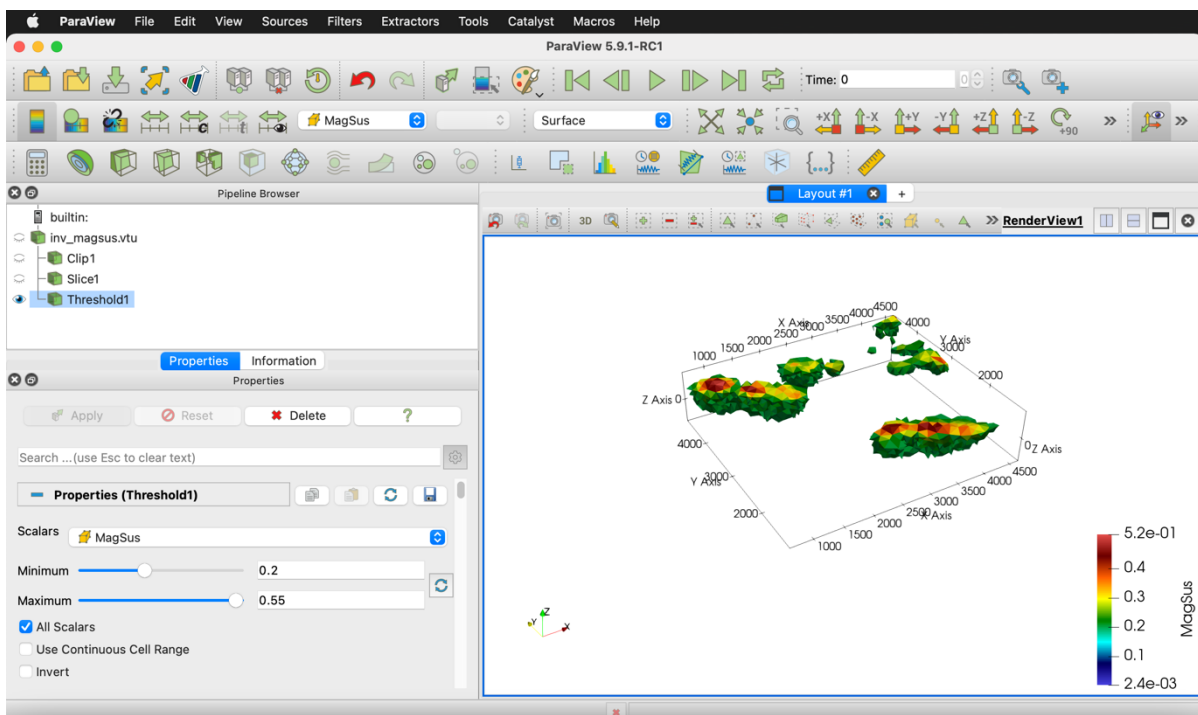 ParaView File Edit View Sources Filters Extractors Tools Catalyst Macros Help
ParaView 5.9.1-RC1
Time: 0 0
MagSus Surface +X -X +Y -Y +Z -Z +90 »
»
3D
Pipeline Browser
Layout #1 +
builtin:
» RenderView1
inv_magsus.vtu
Clip1
Slice1
Threshold1
Properties Information
Properties
Apply Reset Delete ?
Search ...(use Esc to clear text)
Properties (Threshold1)
Scalars MagSus
Minimum 0.2
Maximum 0.55
All Scalars
Use Continuous Cell Range
Invert
1000 1500 2000 2500 3000 3500 4000 4500
X Axis
4000 3000 2000
Y Axis
Z Axis 0
4000
3000
Y Axis
2000
0 Z Axis
1000 1500 2000 2500 3000 3500 4000 4500
X Axis
Z
Y
X
5.2e-01
0.4
0.3
0.2
0.1
2.4e-03
MagSus